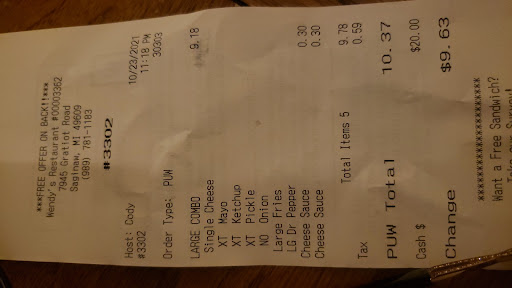 ***FREE OFFER ON BACK!!***
Wendy's Restaurant #00003302
7945 Gratiot Road
Saginaw, MI 49609
(989) 781-1183
#3302
Host: Cody 10/23/2021
#3302 11:18 PM
30303
Order Type: PUW
LARGE COMBO 9.18
Single Cheese
XT Mayo
XT Ketchup
XT Pickle
NO Onion
Large Fries
LG Dr Pepper
Cheese Sauce 0.30
Cheese Sauce 0.30
Total Items 5 9.78
Tax 0.59
PUW Total 10.37
Cash $ $20.00
Change $9.63
Want a Free Sandwich?
Take our Survey!